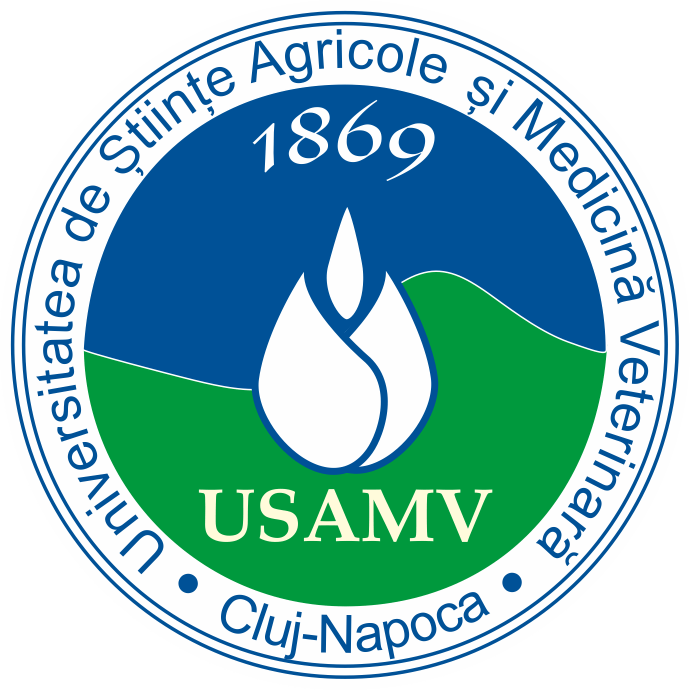 Universitatea de Științe Agricole și Medicină Veterinară
1869
USAMV
• Cluj-Napoca •